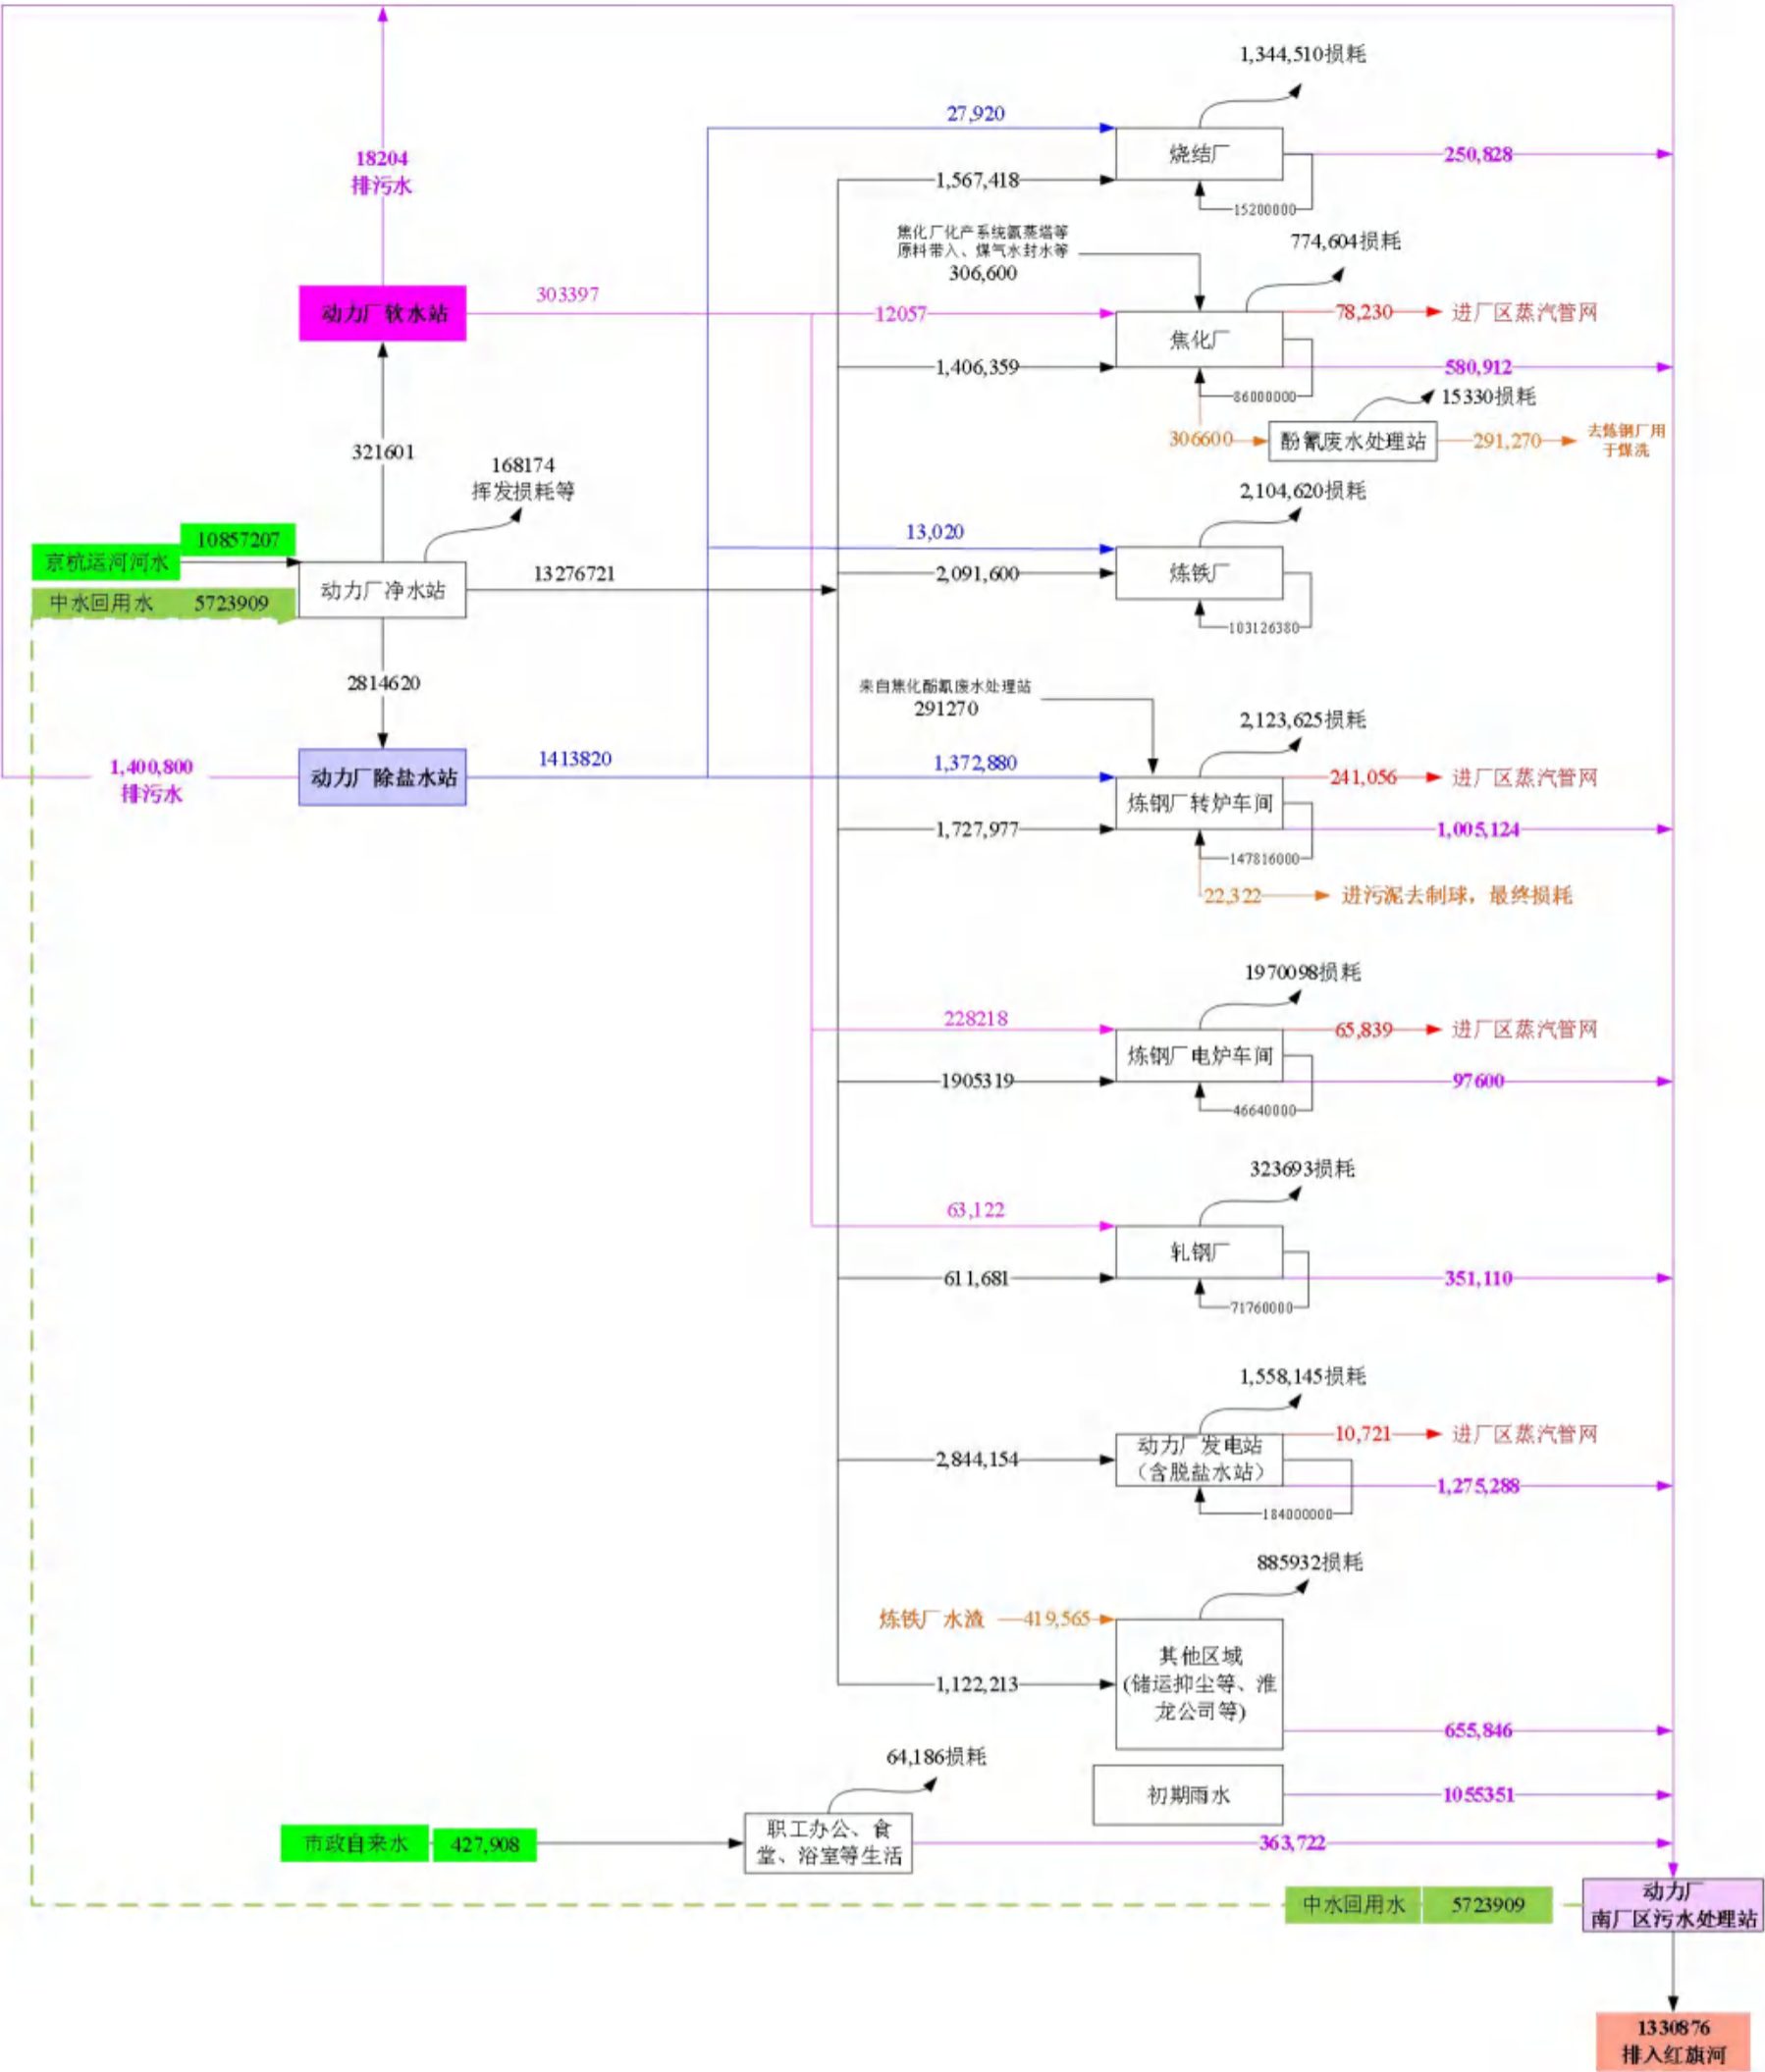 1,344,510损耗
27,920
烧结厂
250,828
18204
排污水
1,567,418
15200000
焦化厂化产系统氨蒸塔等
原料带入、煤气水封水等
306,600
774,604损耗
动力厂软水站
303397
12057
78,230
进厂区蒸汽管网
焦化厂
1,406,359
580,912
86000000
15330损耗
306600
酚氰废水处理站
291,270
去炼钢厂用
于煤洗
321601
168174
挥发损耗等
2,104,620损耗
10857207
京杭运河河水
13,020
动力厂净水站
13276721
2,091,600
炼铁厂
中水回用水
5723909
103126380
2814620
来自焦化酚氰废水处理站
291270
2,123,625损耗
1,400,800
排污水
动力厂除盐水站
1413820
1,372,880
241,056
进厂区蒸汽管网
炼钢厂转炉车间
1,727,977
1,005,124
147816000
22,322
进污泥去制球，最终损耗
1970098损耗
228218
65,839
进厂区蒸汽管网
炼钢厂电炉车间
1905319
97600
46640000
323693损耗
63,122
轧钢厂
611,681
351,110
71760000
1,558,145损耗
10,721
进厂区蒸汽管网
动力厂发电站
（含脱盐水站）
2,844,154
1,275,288
184000000
885932损耗
炼铁厂水渣
419,565
其他区域
(储运抑尘等、淮
龙公司等)
1,122,213
655,846
64,186损耗
初期雨水
1055351
市政自来水
427,908
职工办公、食
堂、浴室等生活
363,722
中水回用水
5723909
动力厂
南厂区污水处理站
1330876
排入红旗河